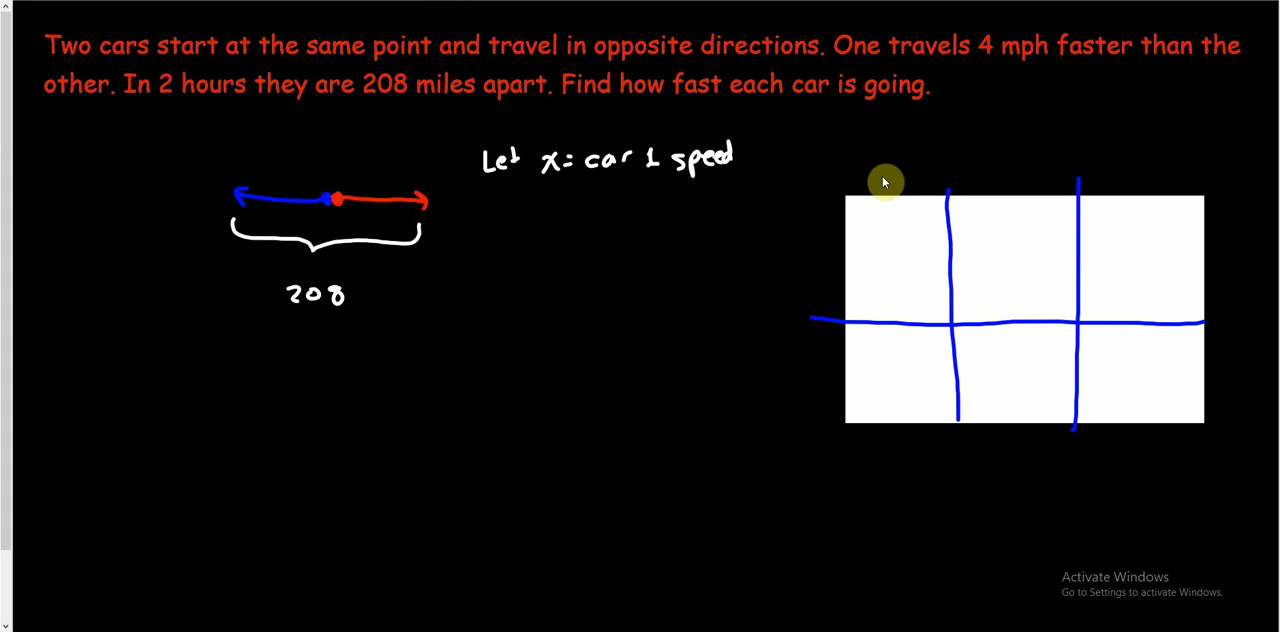 Two cars start at the same point and travel in opposite directions. One travels 4 mph faster than the
other. In 2 hours they are 208 miles apart. Find how fast each car is going.
Let x = car 1 speed
208
Activate Windows
Go to Settings to activate Windows.